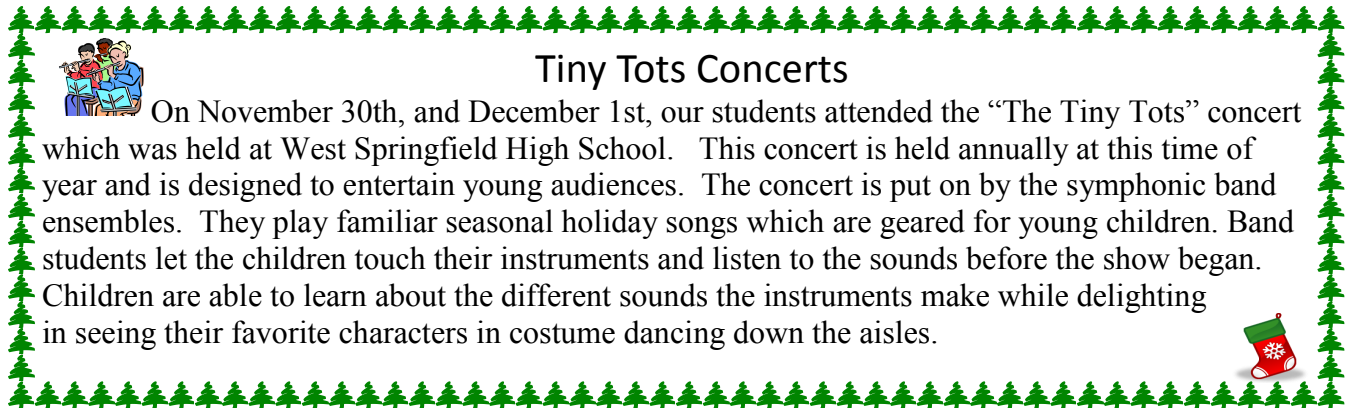 Tiny Tots Concerts
On November 30th, and December 1st, our students attended the “The Tiny Tots” concert
which was held at West Springfield High School.   This concert is held annually at this time of
year and is designed to entertain young audiences.  The concert is put on by the symphonic band
ensembles.  They play familiar seasonal holiday songs which are geared for young children. Band
students let the children touch their instruments and listen to the sounds before the show began.
Children are able to learn about the different sounds the instruments make while delighting
in seeing their favorite characters in costume dancing down the aisles.